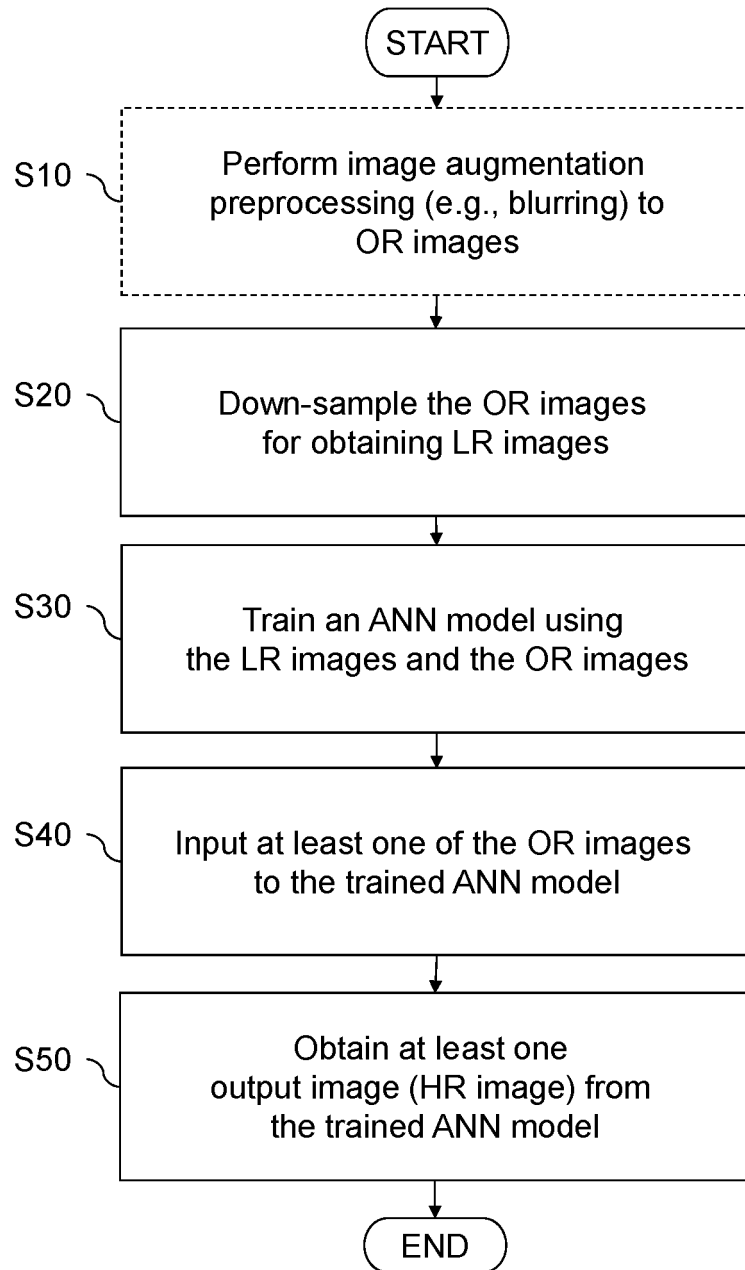 START
S10
Perform image augmentation
preprocessing (e.g., blurring) to
OR images
S20
Down-sample the OR images
for obtaining LR images
S30
Train an ANN model using
the LR images and the OR images
S40
Input at least one of the OR images
to the trained ANN model
S50
Obtain at least one
output image (HR image) from
the trained ANN model
END